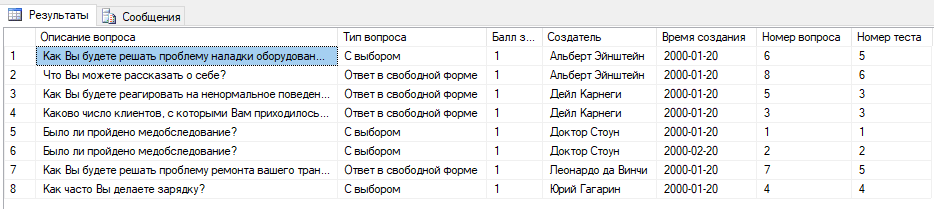 Результаты Сообщения
Описание вопроса Тип вопроса Балл з... Создатель Время создания Номер вопроса Номер теста
1 Как Вы будете решать проблему наладки оборудован... С выбором 1 Альберт Эйнштейн 2000-01-20 6 5
2 Что Вы можете рассказать о себе? Ответ в свободной форме 1 Альберт Эйнштейн 2000-01-20 8 6
3 Как Вы будете реагировать на ненормальное поведен... Ответ в свободной форме 1 Дейл Карнеги 2000-01-20 5 3
4 Каково число клиентов, с которыми Вам приходилось... Ответ в свободной форме 1 Дейл Карнеги 2000-01-20 3 3
5 Было ли пройдено медобследование? С выбором 1 Доктор Стоун 2000-01-20 1 1
6 Было ли пройдено медобследование? С выбором 1 Доктор Стоун 2000-02-20 2 2
7 Как Вы будете решать проблему ремонта вашего тран... Ответ в свободной форме 1 Леонардо да Винчи 2000-01-20 7 5
8 Как часто Вы делаете зарядку? С выбором 1 Юрий Гагарин 2000-01-20 4 4